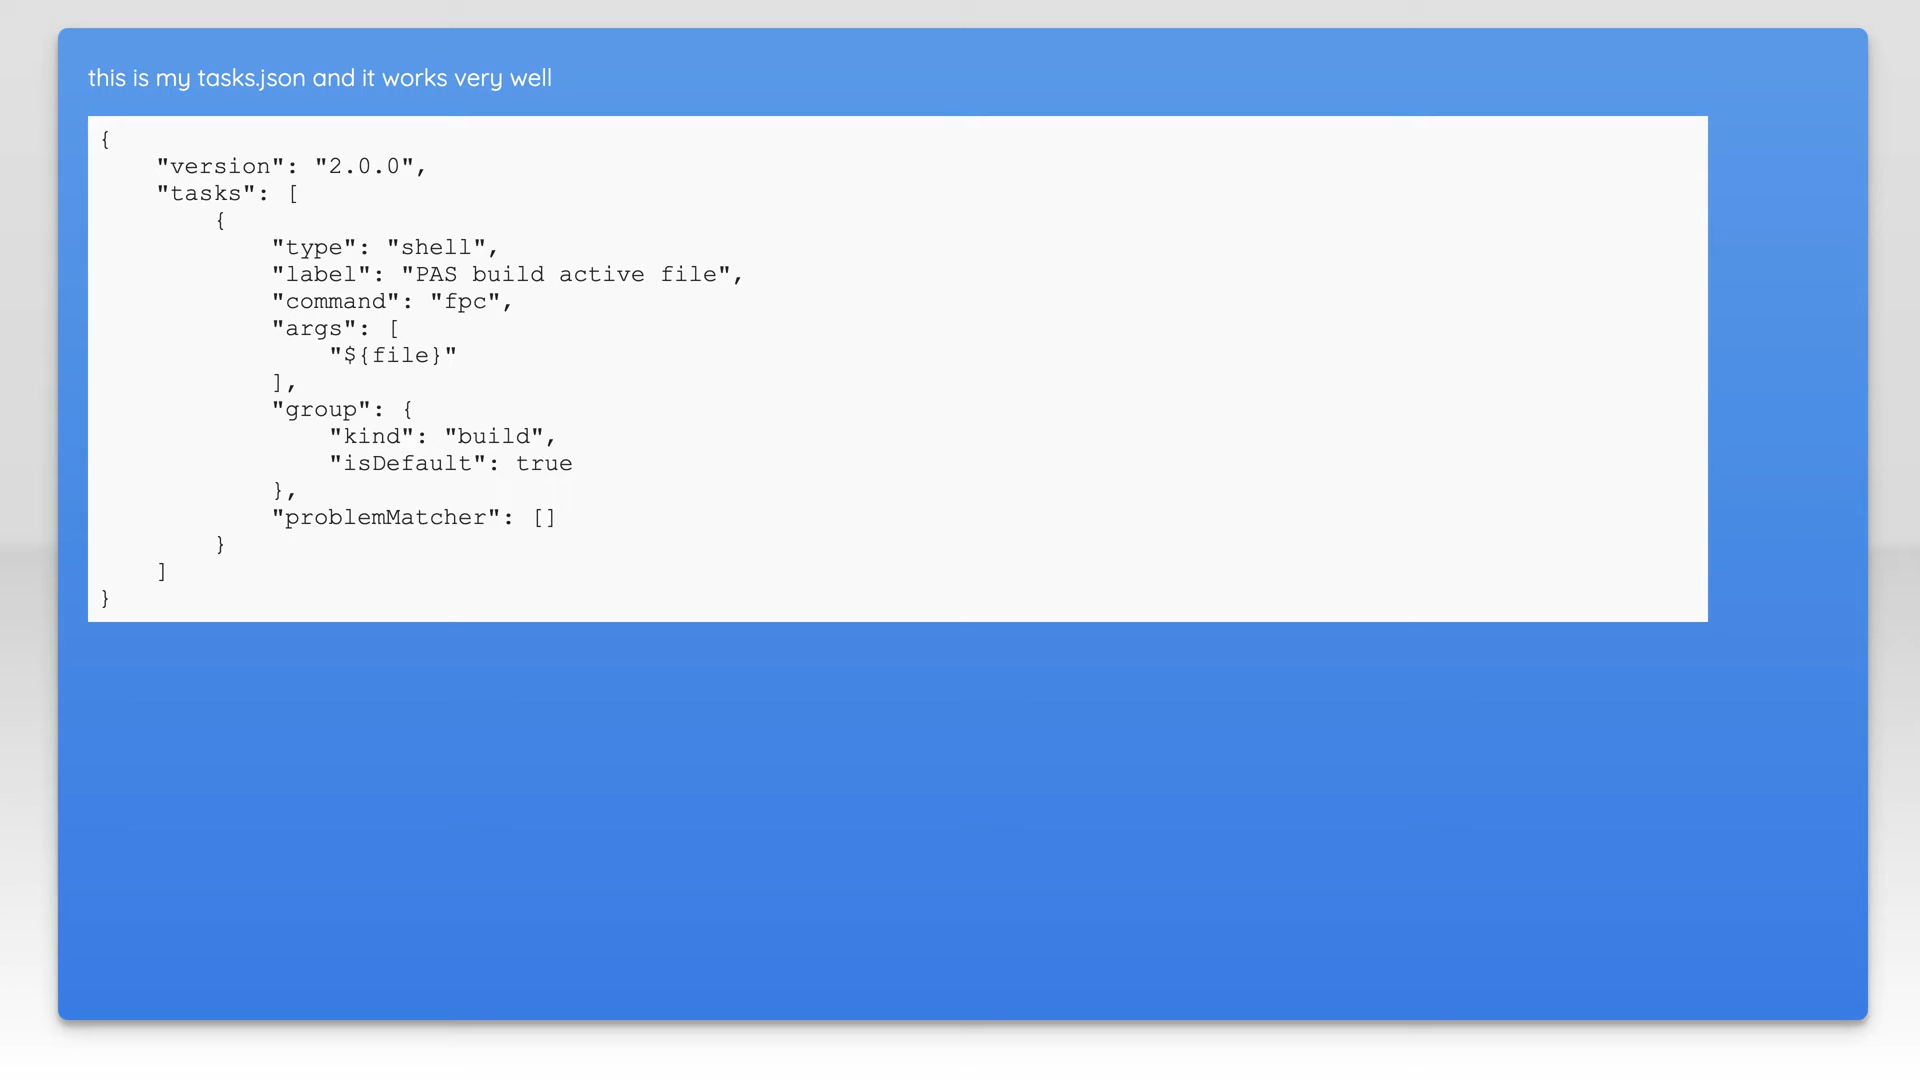 this is my tasks.json and it works very well
{
    "version": "2.0.0",
    "tasks": [
        {
            "type": "shell",
            "label": "PAS build active file",
            "command": "fpc",
            "args": [
                "${file}"
            ],
            "group": {
                "kind": "build",
                "isDefault": true
            },
            "problemMatcher": []
        }
    ]
}